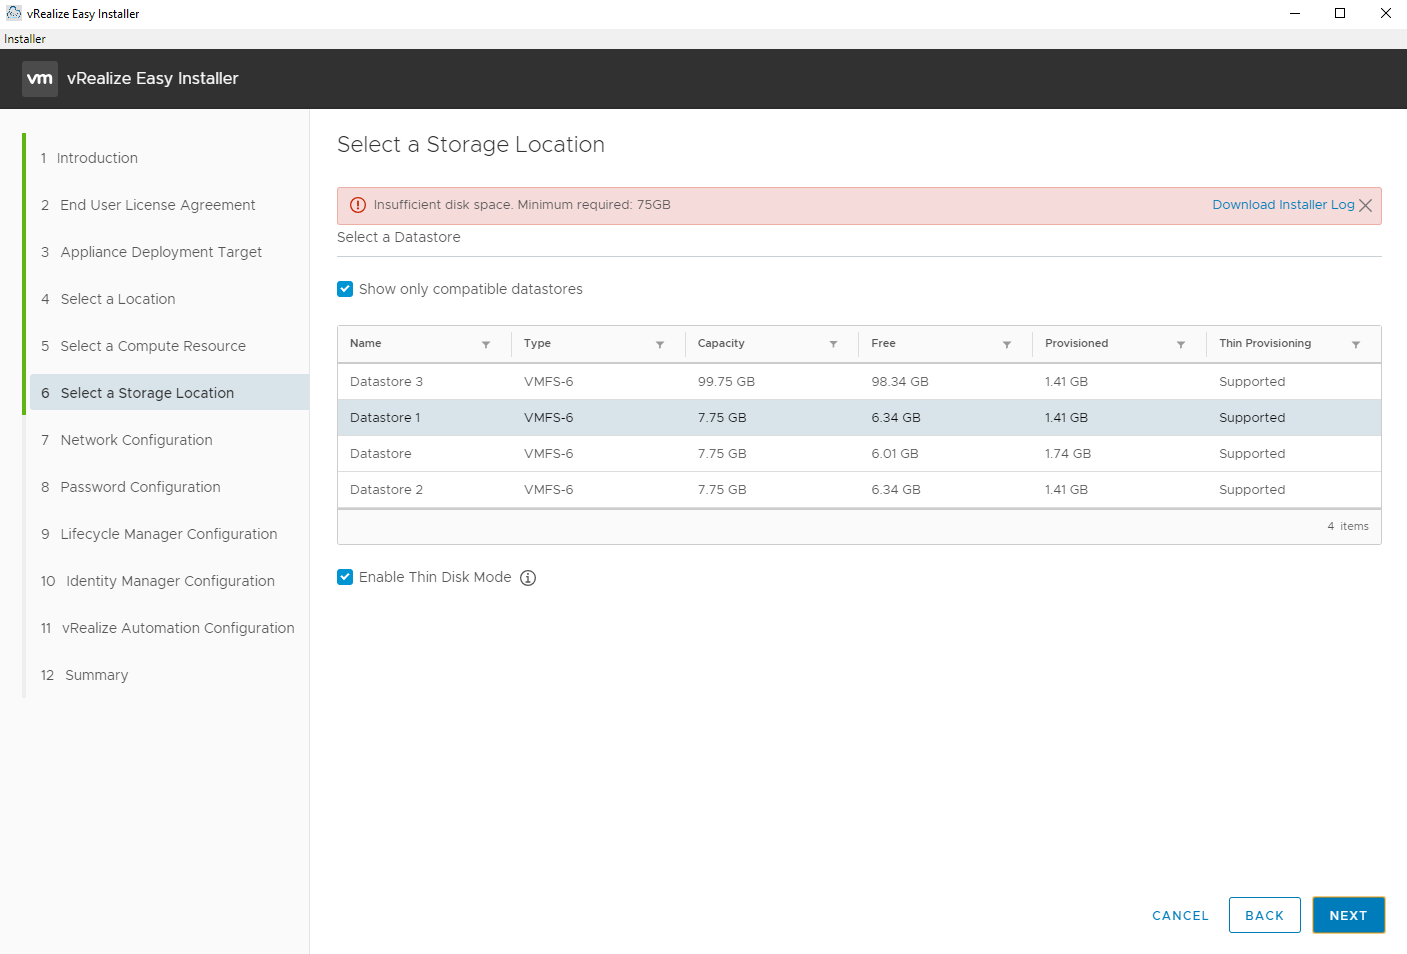 vRealize Easy Installer
Installer
vm vRealize Easy Installer
1 Introduction
2 End User License Agreement
3 Appliance Deployment Target
4 Select a Location
5 Select a Compute Resource
6 Select a Storage Location
7 Network Configuration
8 Password Configuration
9 Lifecycle Manager Configuration
10 Identity Manager Configuration
11 vRealize Automation Configuration
12 Summary
Select a Storage Location
Insufficient disk space. Minimum required: 75GB Download Installer Log
Select a Datastore
Show only compatible datastores
Name Type Capacity Free Provisioned Thin Provisioning
Datastore 3 VMFS-6 99.75 GB 98.34 GB 1.41 GB Supported
Datastore 1 VMFS-6 7.75 GB 6.34 GB 1.41 GB Supported
Datastore VMFS-6 7.75 GB 6.01 GB 1.74 GB Supported
Datastore 2 VMFS-6 7.75 GB 6.34 GB 1.41 GB Supported
4 items
Enable Thin Disk Mode
CANCEL BACK NEXT